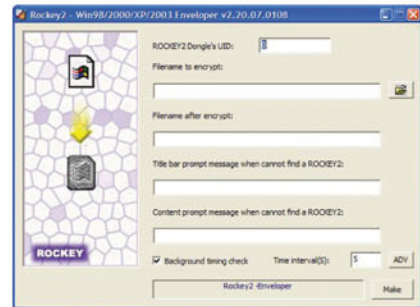 Rockey2 - Win98/2000/XP/2003 Enveloper v2.20.07.0108
ROCKEY2 Dongle's UID:
Filename to encrypt:
Filename after encrypt:
Title bar prompt message when cannot find a ROCKEY2:
Content prompt message when cannot find a ROCKEY2:
ROCKEY
Background timing check Time interval(S): 5 ADV
Rockey2 -Enveloper Make